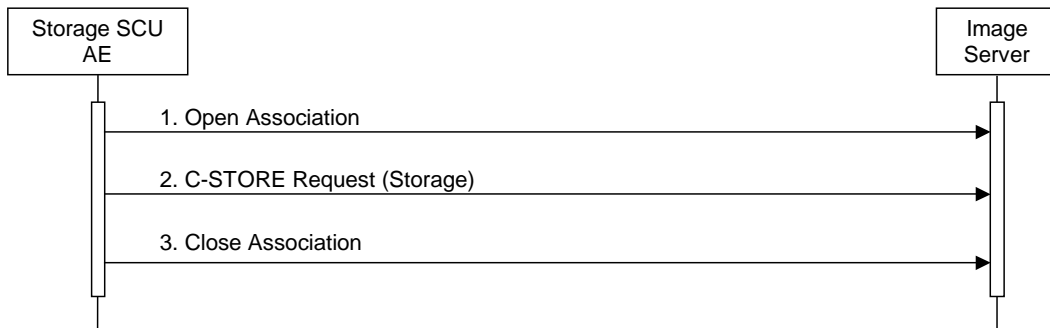 Storage SCU
AE
Image
Server
1. Open Association
2. C-STORE Request (Storage)
3. Close Association